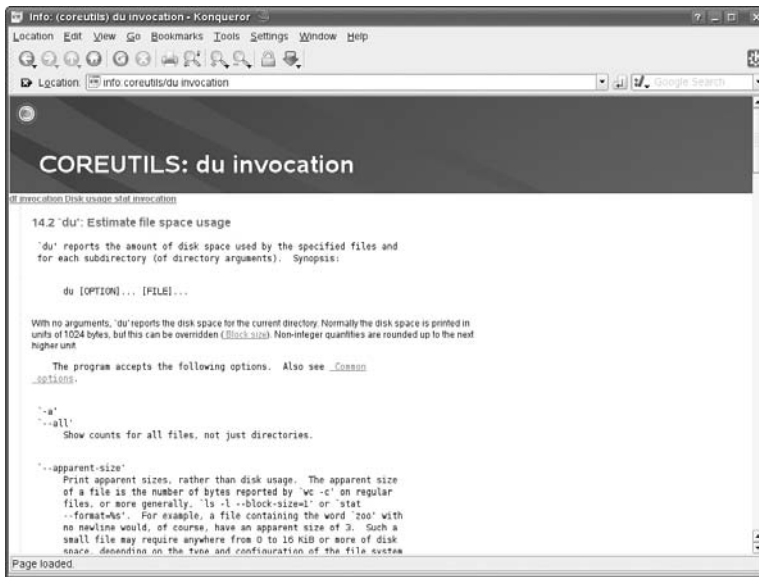 Info: (coreutils) du invocation - Konqueror
Location Edit View Go Bookmarks Tools Settings Window Help
Location: info:coreutils/du invocation
Google Search
COREUTILS: du invocation
df invocation Disk usage stat invocation
14.2 `du': Estimate file space usage
`du' reports the amount of disk space used by the specified files and
for each subdirectory (of directory arguments). Synopsis:
du [OPTION]... [FILE]...
With no arguments, `du' reports the disk space for the current directory. Normally the disk space is printed in
units of 1024 bytes, but this can be overridden ( Block size). Non-integer quantities are rounded up to the next
higher unit.
The program accepts the following options. Also see Common
options.
`-a'
`--all'
Show counts for all files, not just directories.
`--apparent-size'
Print apparent sizes, rather than disk usage. The apparent size
of a file is the number of bytes reported by `wc -c' on regular
files, or more generally, `ls -l --block-size=1' or `stat
--format=%s'. For example, a file containing the word `zoo' with
no newline would, of course, have an apparent size of 3. Such a
small file may require anywhere from 0 to 16 KiB or more of disk
space, depending on the type and configuration of the file system
Page loaded.